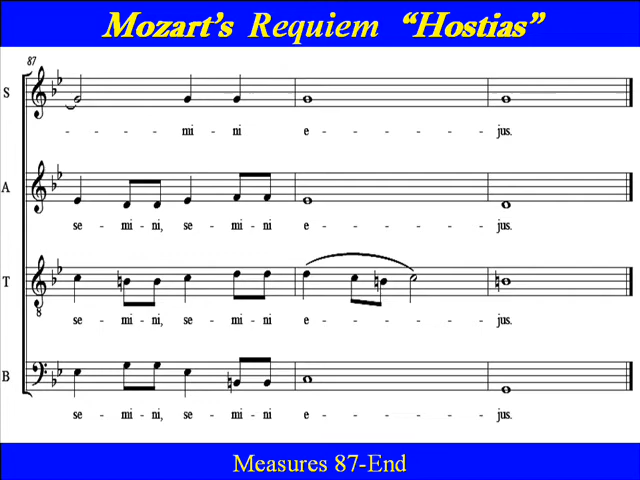 Mozart's Requiem "Hostias"
87
S
- - - - mi - ni e - jus.
A
se - mi - ni, se - mi - ni e - jus.
T
8
se - mi - ni, se - mi - ni e - jus.
B
se - mi - ni, se - mi - ni e - jus.
Measures 87-End